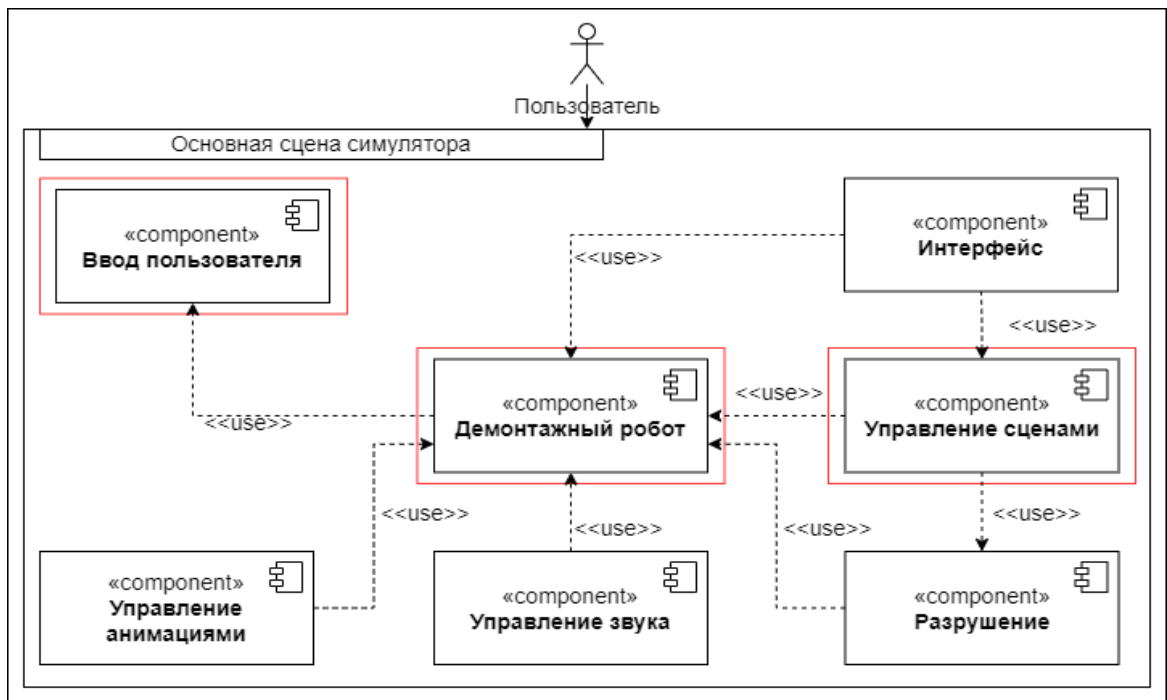 Пользователь
Основная сцена симулятора
«component»
Ввод пользователя
«component»
Интерфейс
<<use>>
<<use>>
«component»
Демонтажный робот
<<use>>
«component»
Управление сценами
<<use>>
<<use>>
<<use>>
<<use>>
<<use>>
«component»
Управление
анимациями
«component»
Управление звука
«component»
Разрушение